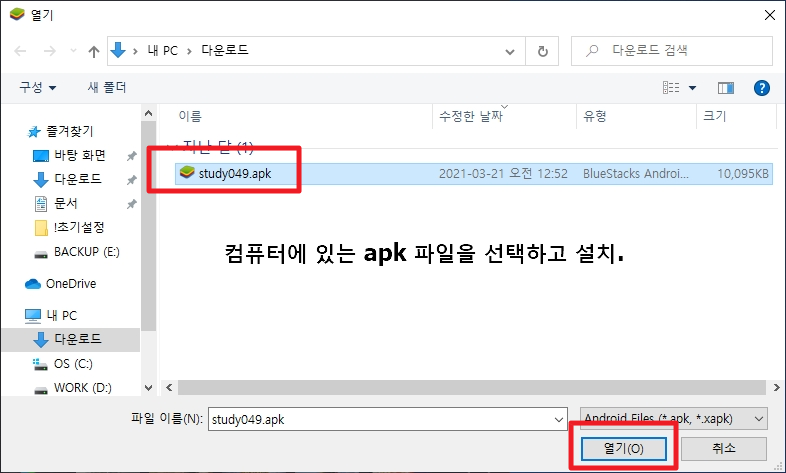 열기
내 PC
다운로드
다운로드 검색
구성
새 폴더
이름
수정한 날짜
유형
크기
즐겨찾기
바탕 화면
다운로드
문서
!초기설정
BACKUP (E:)
OneDrive
내 PC
다운로드
OS (C:)
WORK (D:)
지난 달 (1)
study049.apk 2021-03-21 오전 12:52 BlueStacks Androi... 10,095KB
컴퓨터에 있는 apk 파일을 선택하고 설치.
파일 이름(N): study049.apk Android Files (*.apk, *.xapk)
열기(O) 취소